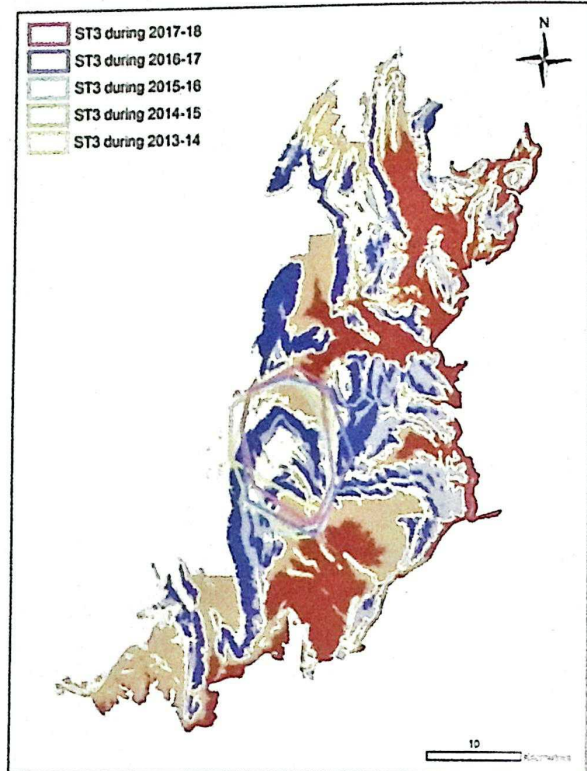 ST3 during 2017-18
ST3 during 2016-17
ST3 during 2015-16
ST3 during 2014-15
ST3 during 2013-14
N
10
Kilometers